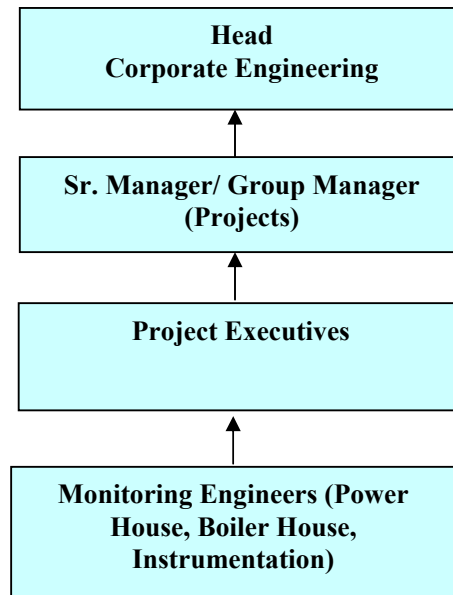 Head
Corporate Engineering
Sr. Manager/ Group Manager
(Projects)
Project Executives
Monitoring Engineers (Power
House, Boiler House,
Instrumentation)